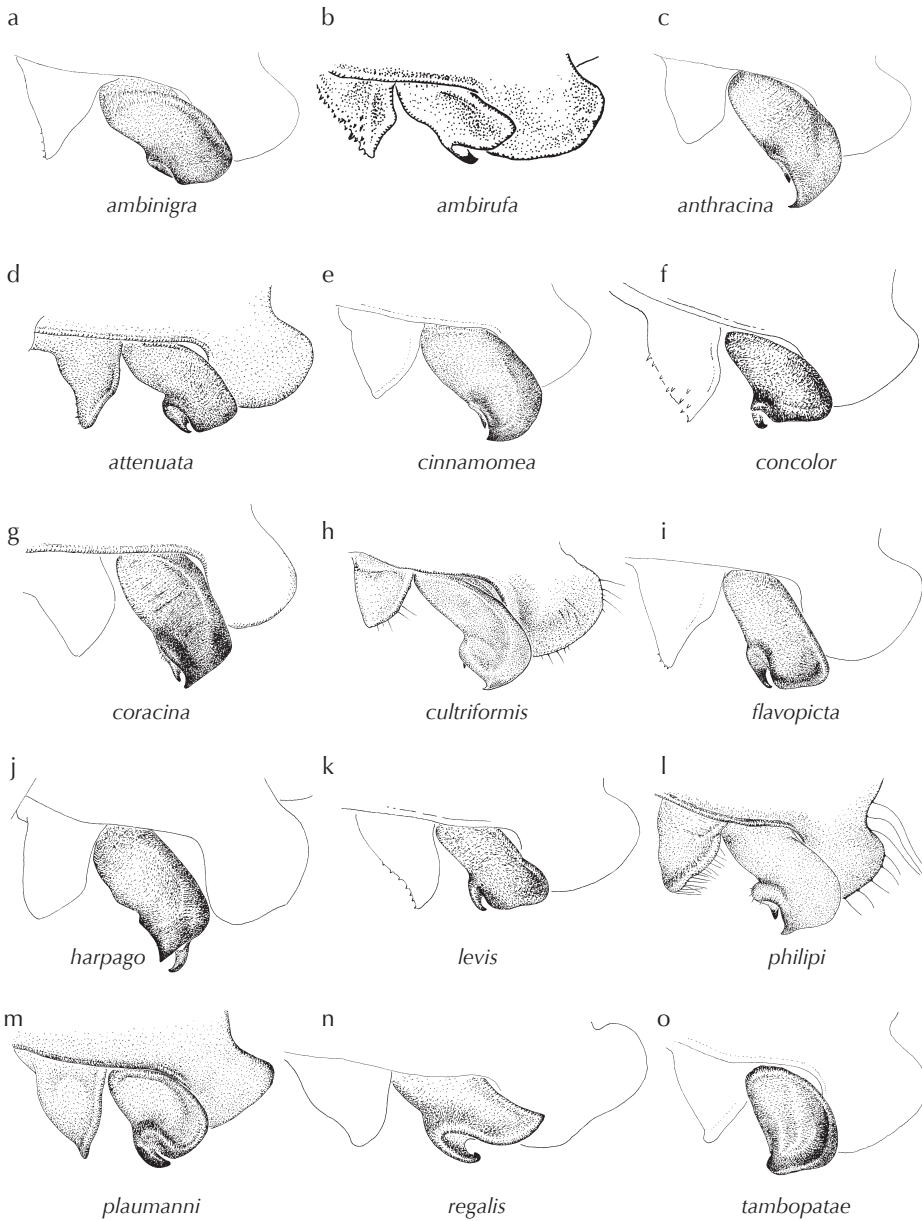 a b c
ambinigra ambirufa anthracina
d e f
attenuata cinnamomea concolor
g h i
coracina cultriformis flavopicta
j k l
harpago levis philipi
m n o
plaumanni regalis tambopatae